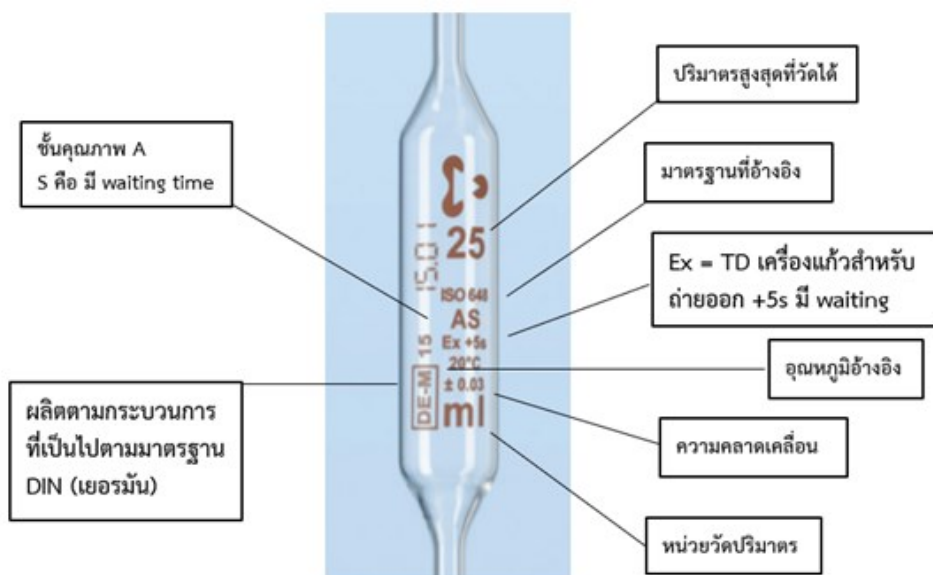 ปริมาตรสูงสุดที่วัดได้
ชั้นคุณภาพ A
S คือ มี waiting time
มาตรฐานที่อ้างอิง
Ex = TD เครื่องแก้วสำหรับ
ถ่ายออก +5s มี waiting
อุณหภูมิอ้างอิง
ผลิตตามกระบวนการ
ที่เป็นไปตามมาตรฐาน
DIN (เยอรมัน)
ความคลาดเคลื่อน
หน่วยวัดปริมาตร
25
ISO 648
AS
Ex +5s
20°C
± 0.03
ml
15.01
DE-M 15